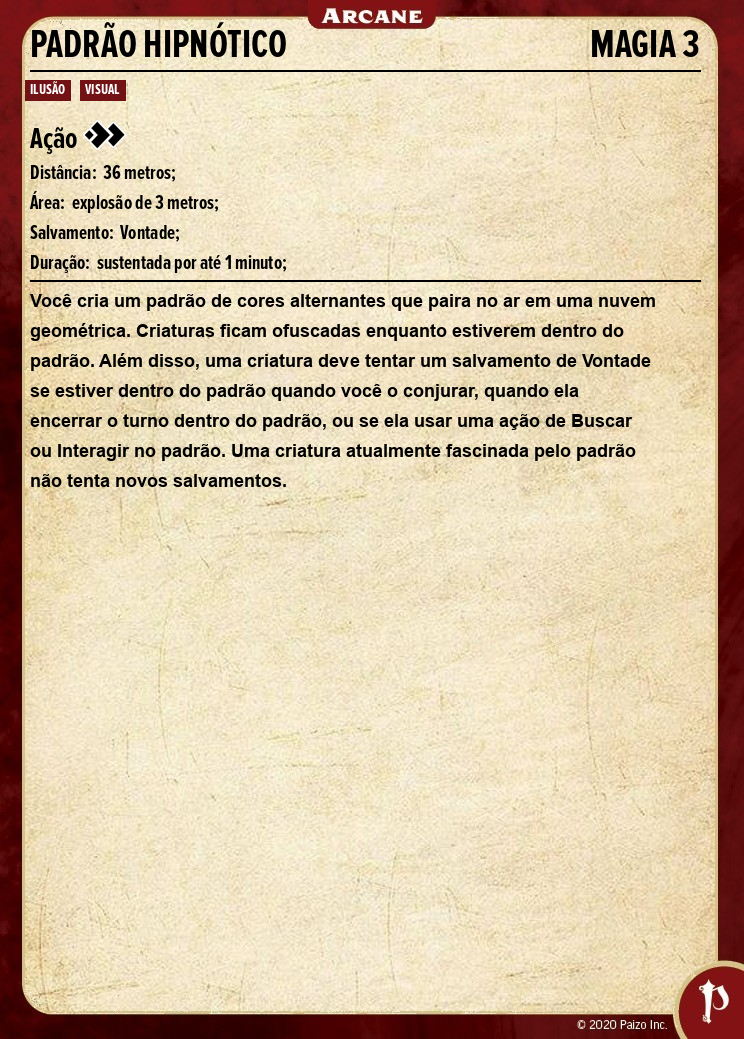 ARCANE
PADRÃO HIPNÓTICO MAGIA 3
ILUSÃO VISUAL
Ação
Distância: 36 metros;
Área: explosão de 3 metros;
Salvamento: Vontade;
Duração: sustentada por até 1 minuto;
Você cria um padrão de cores alternantes que paira no ar em uma nuvem
geométrica. Criaturas ficam ofuscadas enquanto estiverem dentro do
padrão. Além disso, uma criatura deve tentar um salvamento de Vontade
se estiver dentro do padrão quando você o conjurar, quando ela
encerrar o turno dentro do padrão, ou se ela usar uma ação de Buscar
ou Interagir no padrão. Uma criatura atualmente fascinada pelo padrão
não tenta novos salvamentos.
© 2020 Paizo Inc.
P